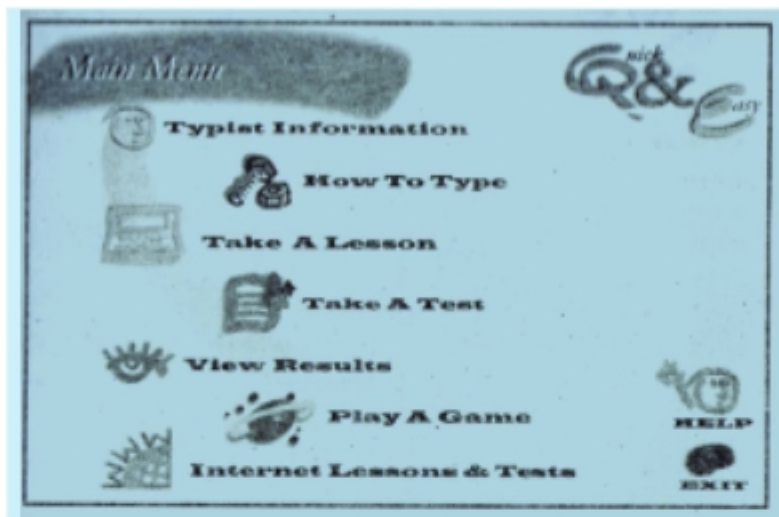 Main Menu
Quick & Easy
Typist Information
How To Type
Take A Lesson
Take A Test
View Results
Play A Game
HELP
Internet Lessons & Tests
EXIT